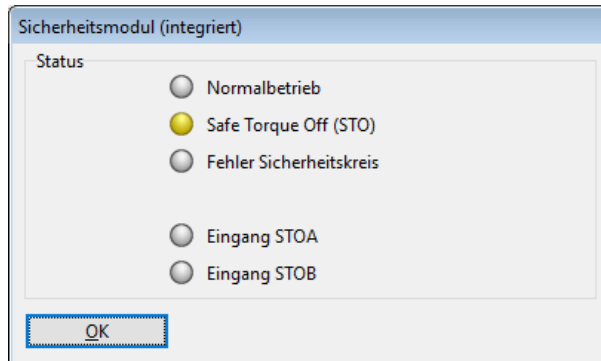 Sicherheitsmodul (integriert)
Status
Normalbetrieb
Safe Torque Off (STO)
Fehler Sicherheitskreis
Eingang STOA
Eingang STOB
OK